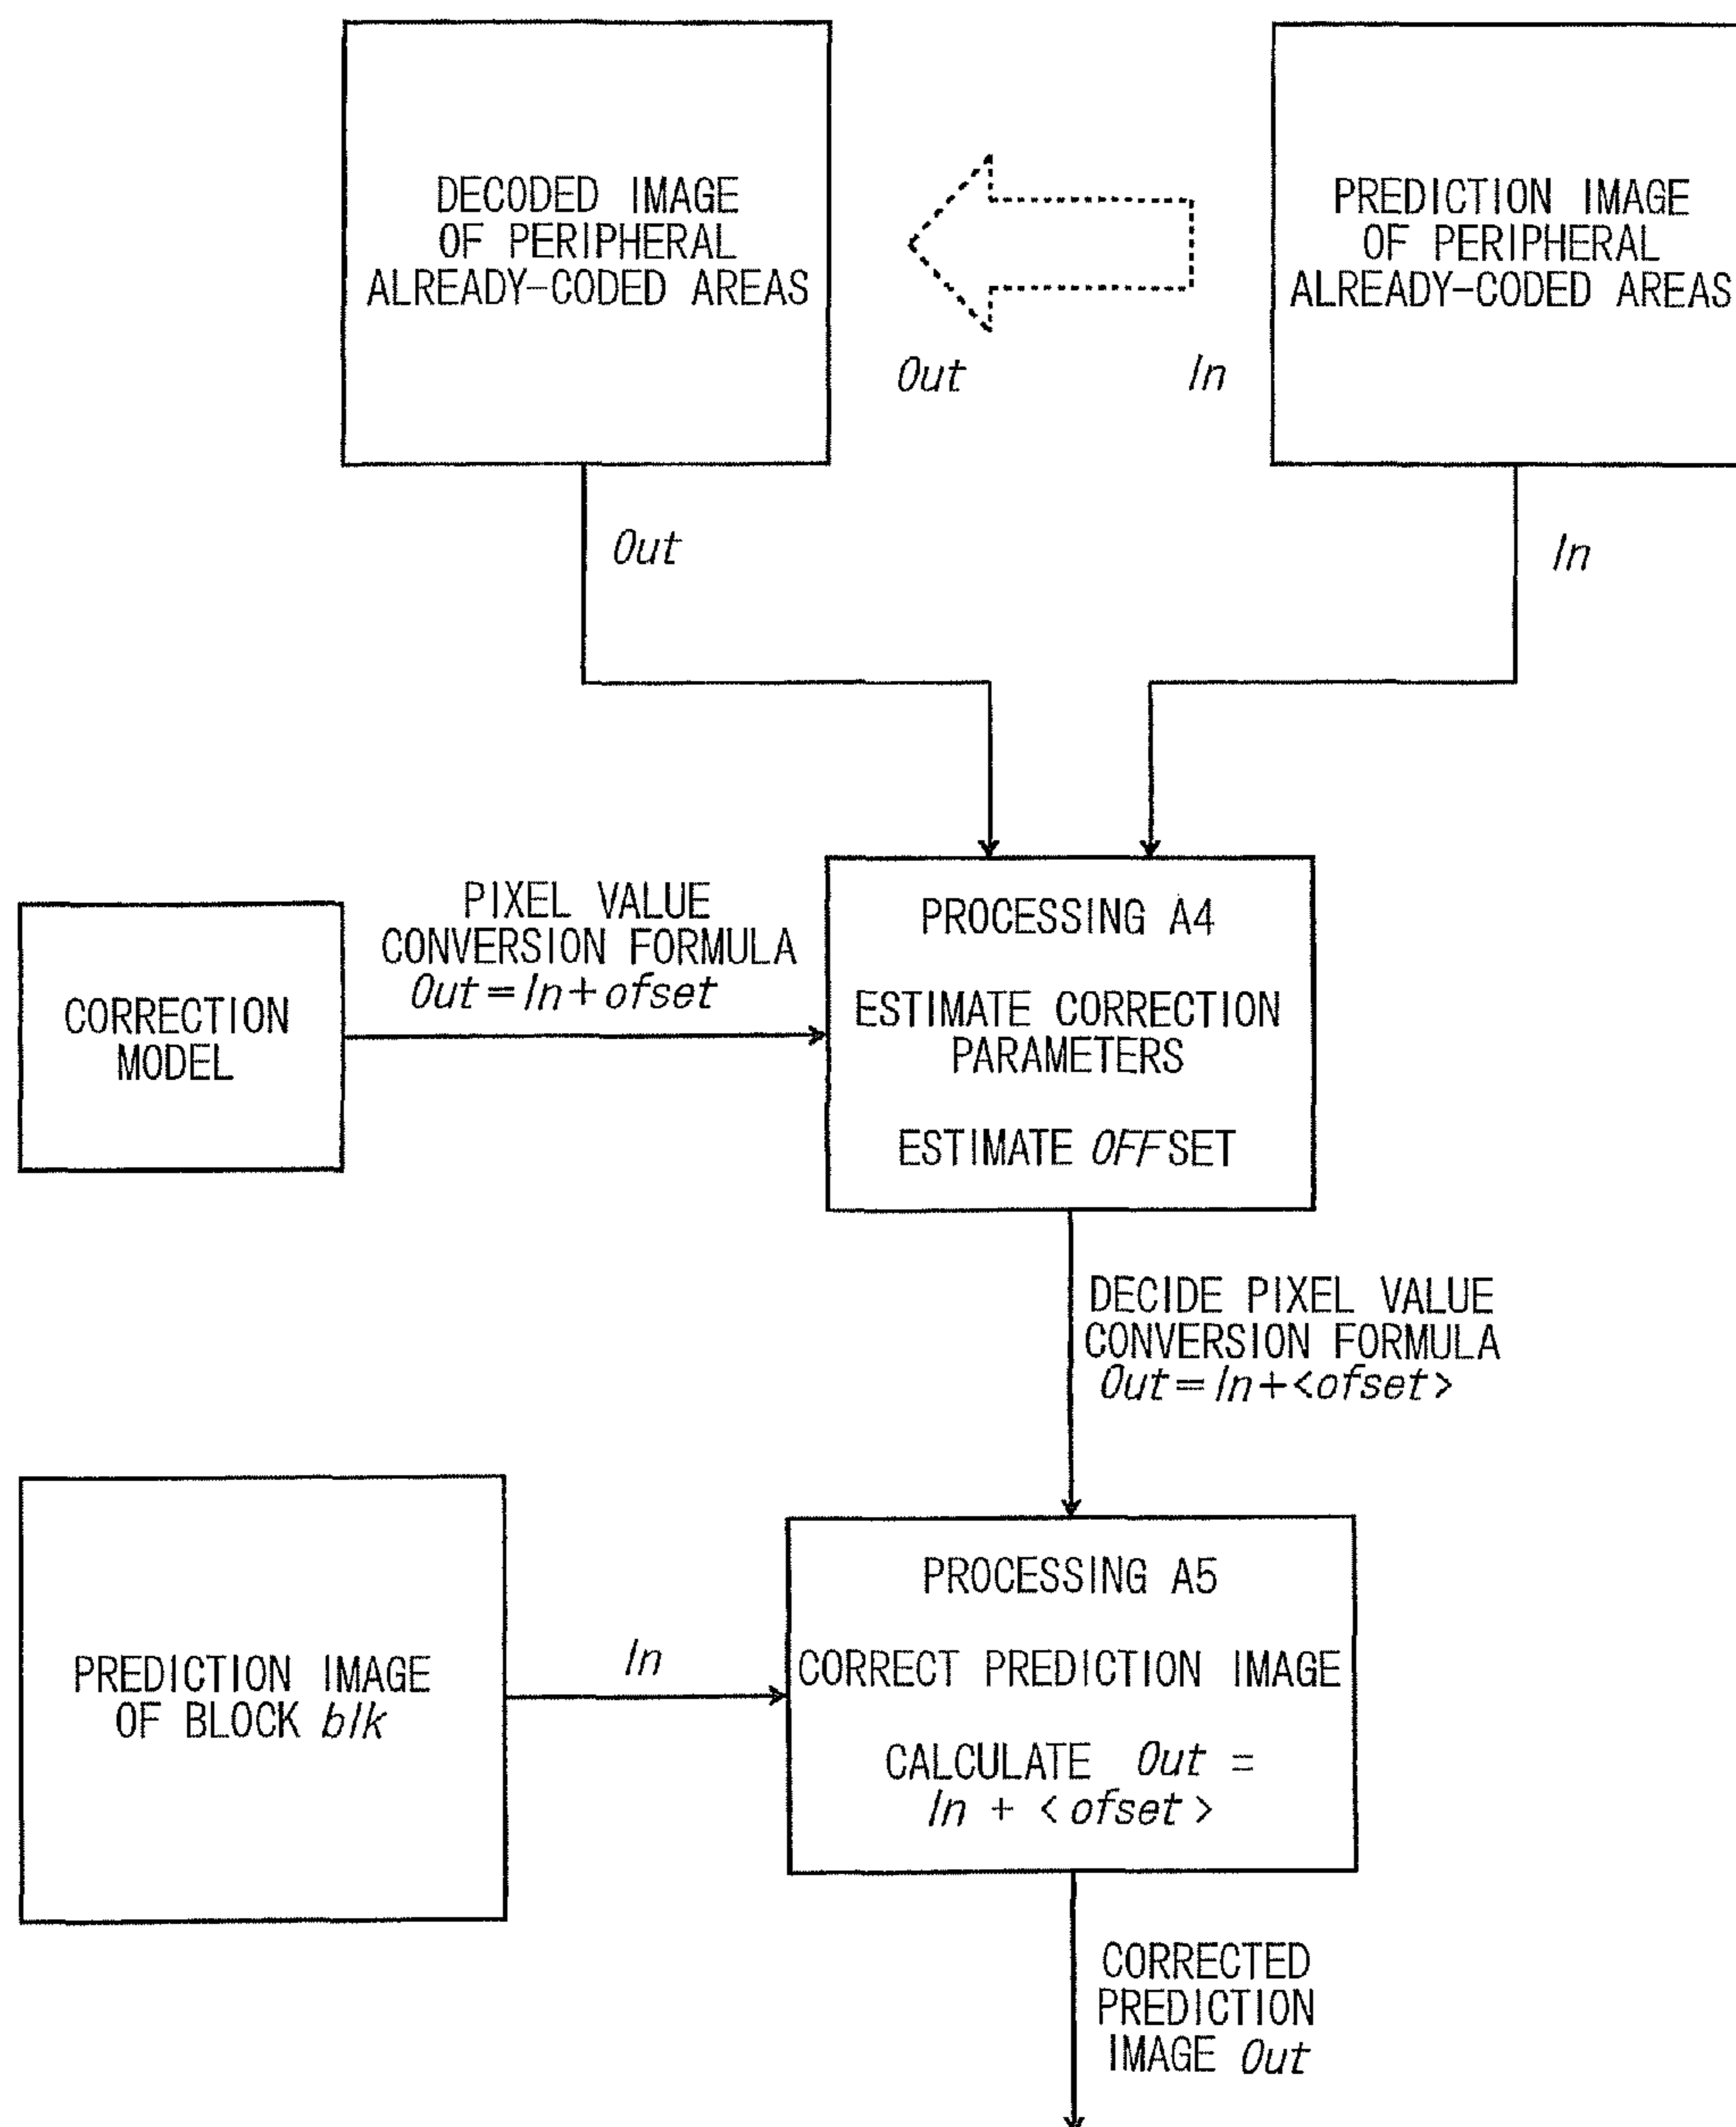 DECODED IMAGE
OF PERIPHERAL
ALREADY-CODED AREAS
PREDICTION IMAGE
OF PERIPHERAL
ALREADY-CODED AREAS
Out
In
Out
In
PIXEL VALUE
CONVERSION FORMULA
Out=In+ofset
CORRECTION
MODEL
PROCESSING A4
ESTIMATE CORRECTION
PARAMETERS
ESTIMATE OFFSET
DECIDE PIXEL VALUE
CONVERSION FORMULA
Out=In+<ofset>
PREDICTION IMAGE
OF BLOCK blk
In
PROCESSING A5
CORRECT PREDICTION IMAGE
CALCULATE Out =
In + <ofset>
CORRECTED
PREDICTION
IMAGE Out